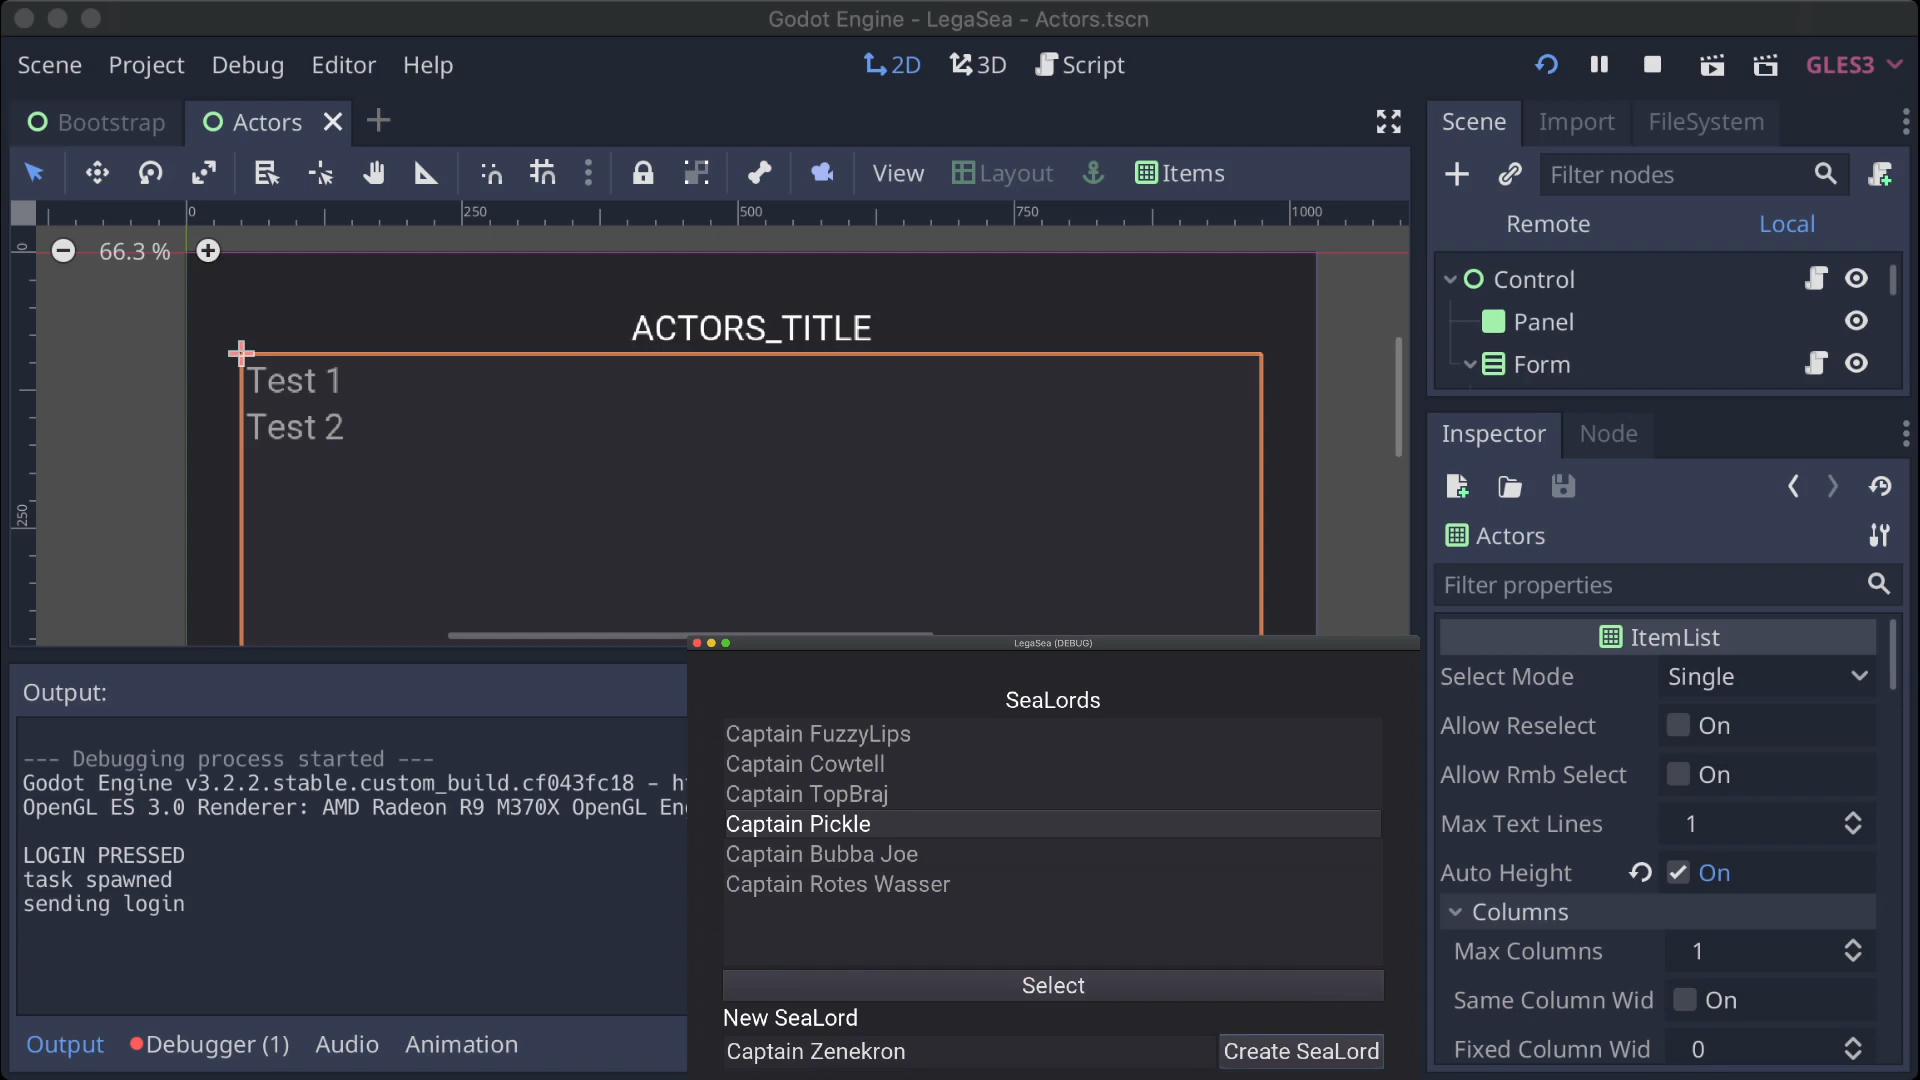 Godot Engine - LegaSea - Actors.tscn
Scene Project Debug Editor Help
2D 3D Script
GLES3
Bootstrap Actors
Scene Import FileSystem
View Layout Items
Filter nodes
0 250 500 750 1000
Remote Local
0
66.3 %
Control
Panel
Form
ACTORS_TITLE
Test 1
Test 2
250
Inspector Node
Actors
Filter properties
ItemList
Select Mode Single
Allow Reselect On
Allow Rmb Select On
Max Text Lines 1
Auto Height On
Columns
Max Columns 1
Same Column Wid On
Fixed Column Wid 0
Output:
--- Debugging process started ---
Godot Engine v3.2.2.stable.custom_build.cf043fc18 - h
OpenGL ES 3.0 Renderer: AMD Radeon R9 M370X OpenGL En
LOGIN PRESSED
task spawned
sending login
Output Debugger (1) Audio Animation
LegaSea (DEBUG)
SeaLords
Captain FuzzyLips
Captain Cowtell
Captain TopBraj
Captain Pickle
Captain Bubba Joe
Captain Rotes Wasser
Select
New SeaLord
Captain Zenekron
Create SeaLord